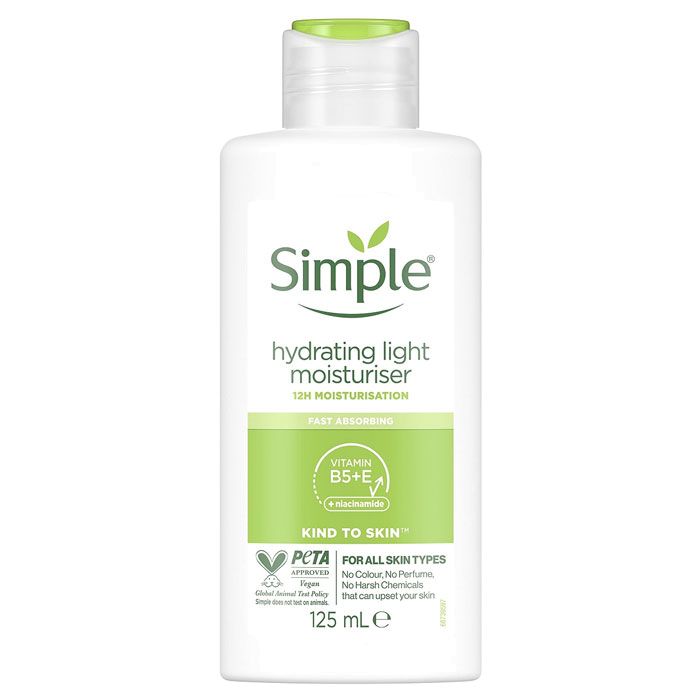 Simple®
hydrating light
moisturiser
12H MOISTURISATION
FAST ABSORBING
VITAMIN
B5+E
+ niacinamide
KIND TO SKIN™
PETA
APPROVED
Vegan
Global Animal Test Policy
Simple does not test on animals.
FOR ALL SKIN TYPES
No Colour, No Perfume,
No Harsh Chemicals
that can upset your skin
125 mL ℮